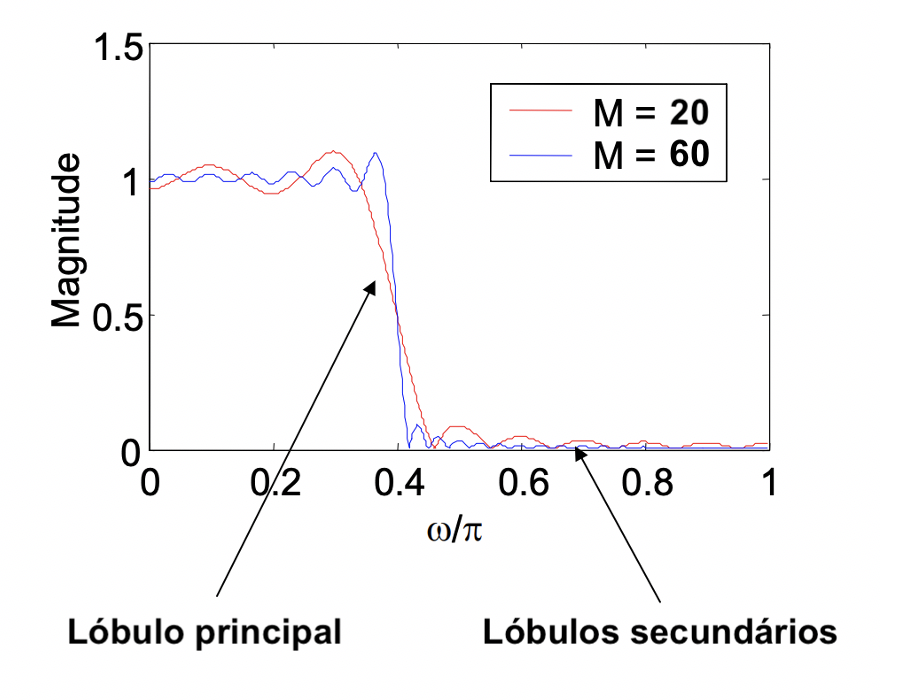 1.5
M = 20
M = 60
1
Magnitude
0.5
0
0 0.2 0.4 0.6 0.8 1
ω/π
Lóbulo principal
Lóbulos secundários